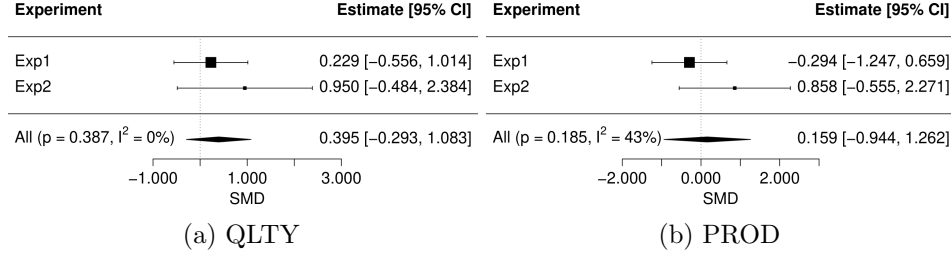 Experiment Estimate [95% CI]
Exp1 0.229 [−0.556, 1.014]
Exp2 0.950 [−0.484, 2.384]
All (p = 0.387, I² = 0%) 0.395 [−0.293, 1.083]
−1.000 1.000 3.000
SMD
(a) QLTY
Experiment Estimate [95% CI]
Exp1 −0.294 [−1.247, 0.659]
Exp2 0.858 [−0.555, 2.271]
All (p = 0.185, I² = 43%) 0.159 [−0.944, 1.262]
−2.000 0.000 2.000
SMD
(b) PROD